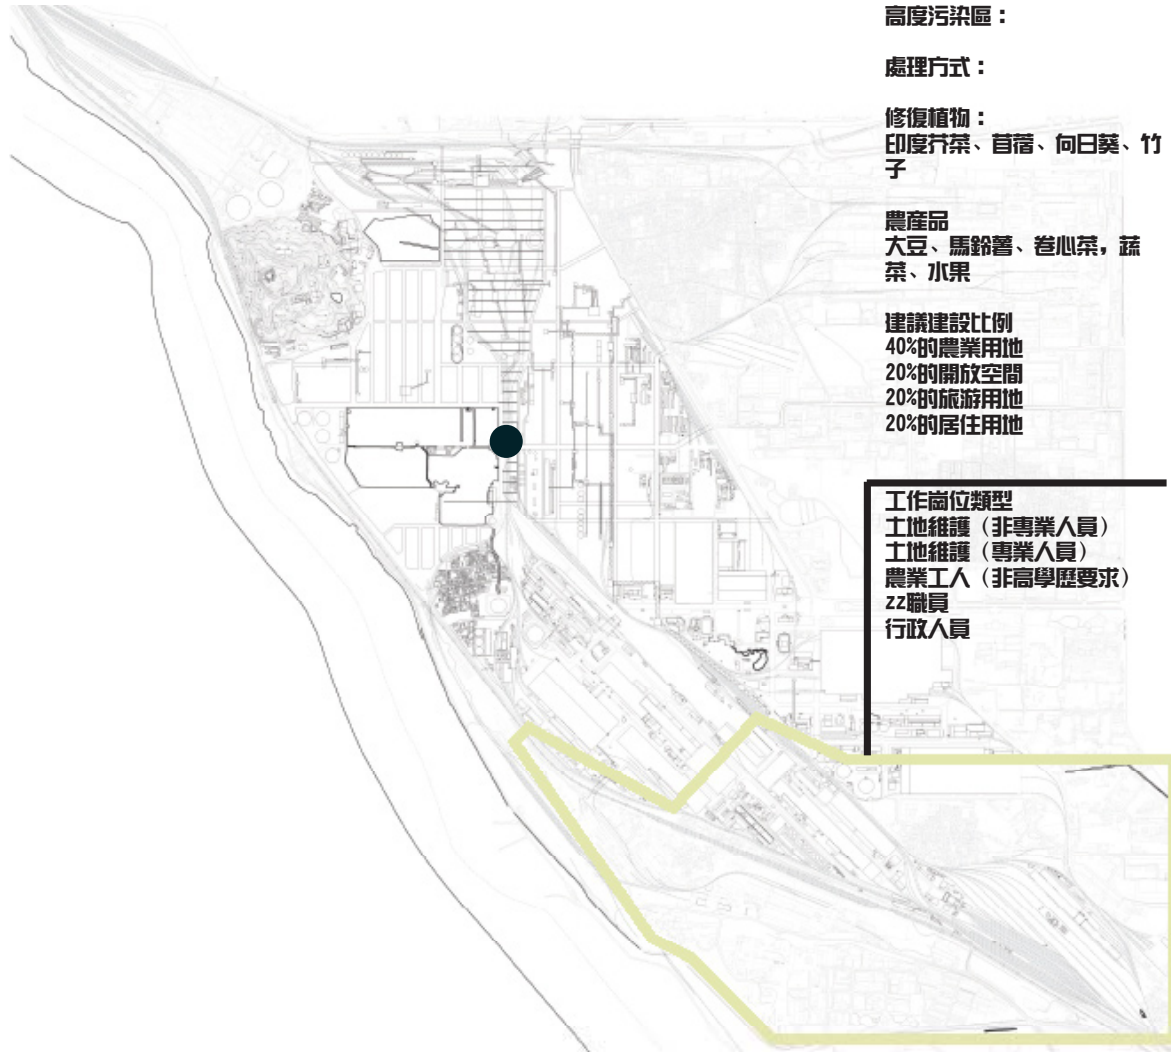 高度污染區：
處理方式：
修復植物：
印度芥菜、苜蓿、向日葵、竹
子
農產品
大豆、馬鈴薯、卷心菜，蔬
菜、水果
建議建設比例
40%的農業用地
20%的開放空間
20%的旅游用地
20%的居住用地
工作崗位類型
土地維護（非專業人員）
土地維護（專業人員）
農業工人（非高學歷要求）
zz職員
行政人員